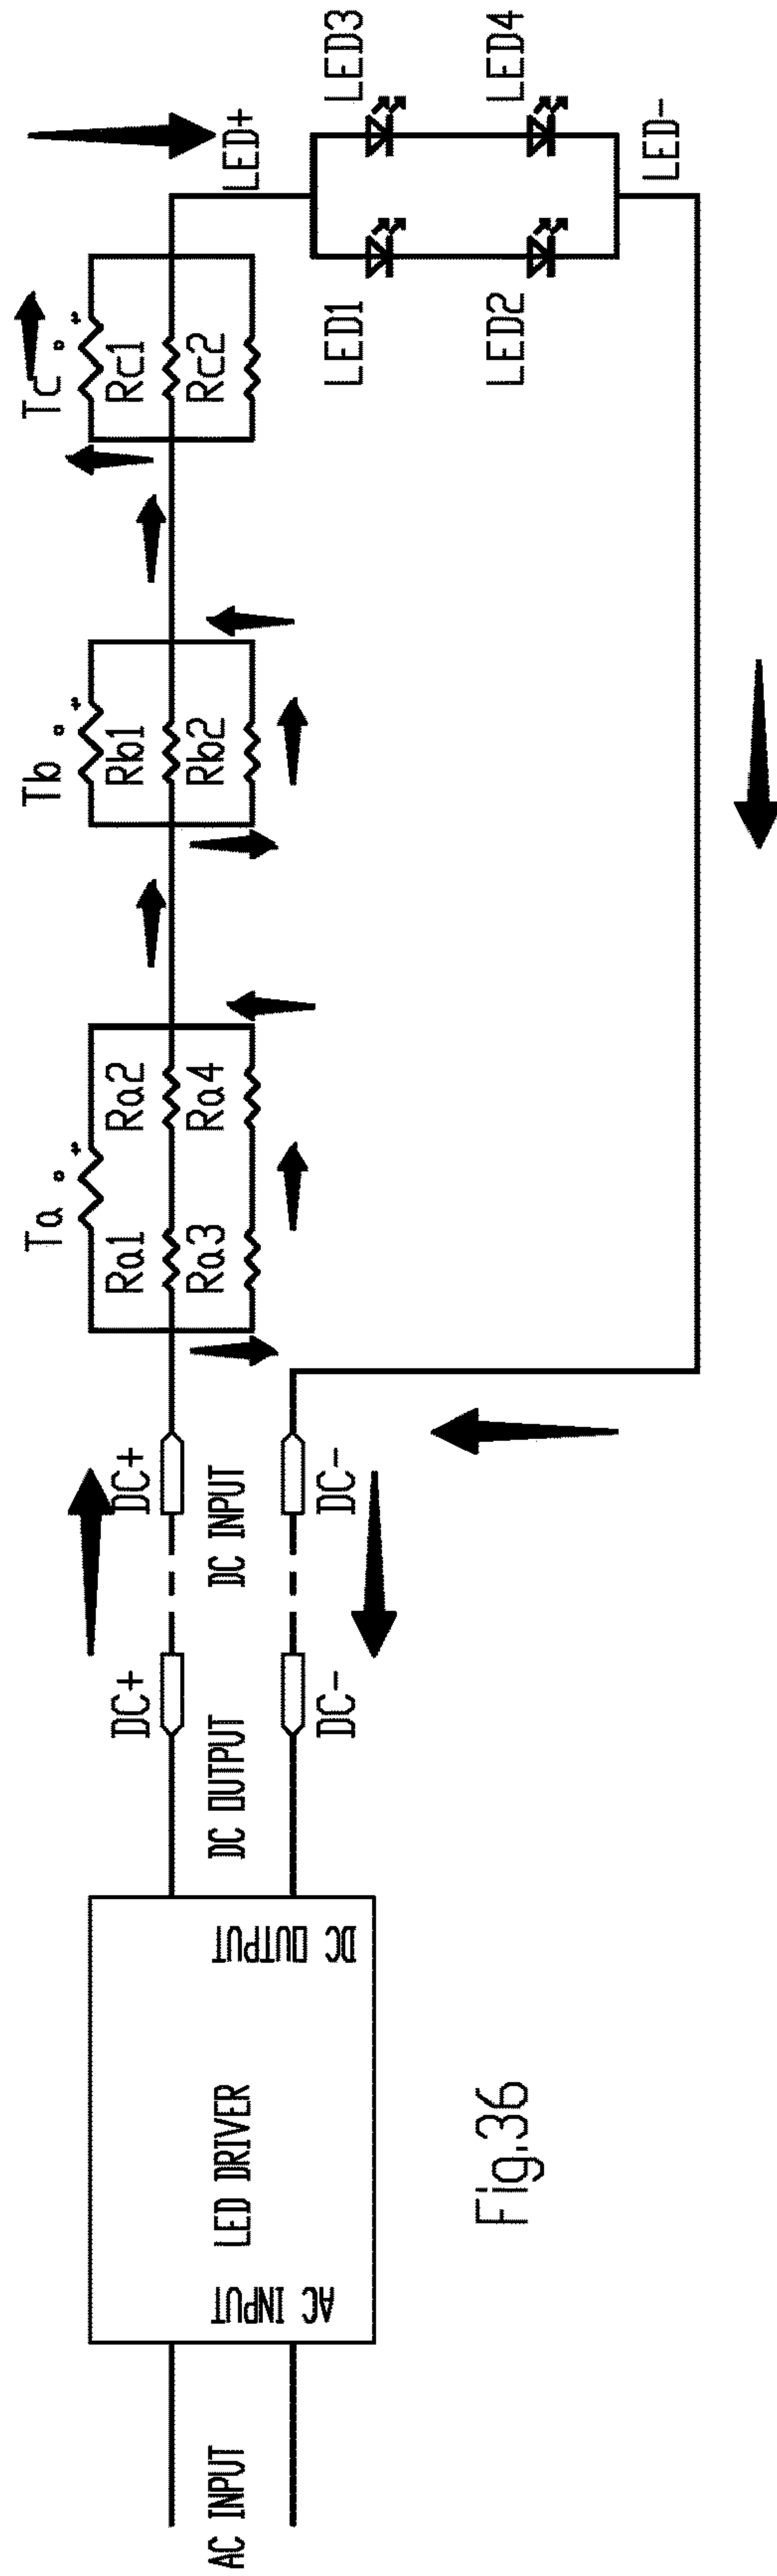 AC INPUT
AC INPUT
LED DRIVER
DC OUTPUT
DC OUTPUT
DC+
DC-
DC INPUT
DC+
DC-
Ta
Ra1
Ra2
Ra3
Ra4
Tb
Rb1
Rb2
Tc
Rc1
Rc2
LED+
LED1
LED2
LED3
LED4
LED-
Fig.36